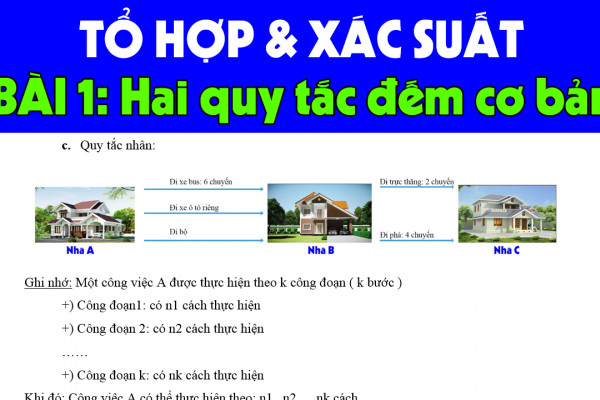 TỔ HỢP & XÁC SUẤT
BÀI 1: Hai quy tắc đếm cơ bản
c. Quy tắc nhân:
Đi xe bus: 6 chuyến
Đi xe ô tô riêng
Đi bộ
Đi trực thăng: 2 chuyến
Đi phà: 4 chuyến
Nhà A
Nhà B
Nhà C
Ghi nhớ: Một công việc A được thực hiện theo k công đoạn ( k bước )
+) Công đoạn1: có n1 cách thực hiện
+) Công đoạn 2: có n2 cách thực hiện
……
+) Công đoạn k: có nk cách thực hiện
Khi đó: Công việc A có thể thực hiện theo: n1 . n2 … nk cách